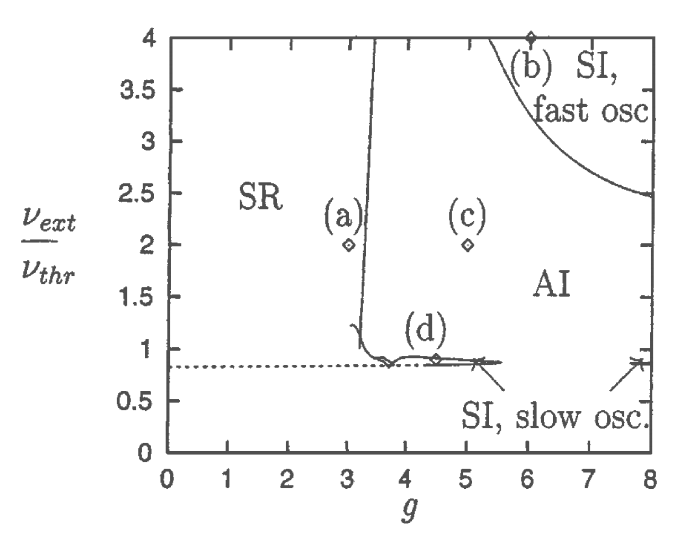 4
3.5
3
2.5
2
1.5
1
0.5
0
ν_ext
ν_thr
SR
(a)
(b) SI,
fast osc
(c)
AI
(d)
SI, slow osc.
0 1 2 3 4 5 6 7 8
g